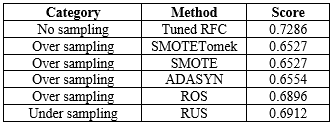 Category Method Score
No sampling Tuned RFC 0.7286
Over sampling SMOTETomek 0.6527
Over sampling SMOTE 0.6527
Over sampling ADASYN 0.6554
Over sampling ROS 0.6896
Under sampling RUS 0.6912